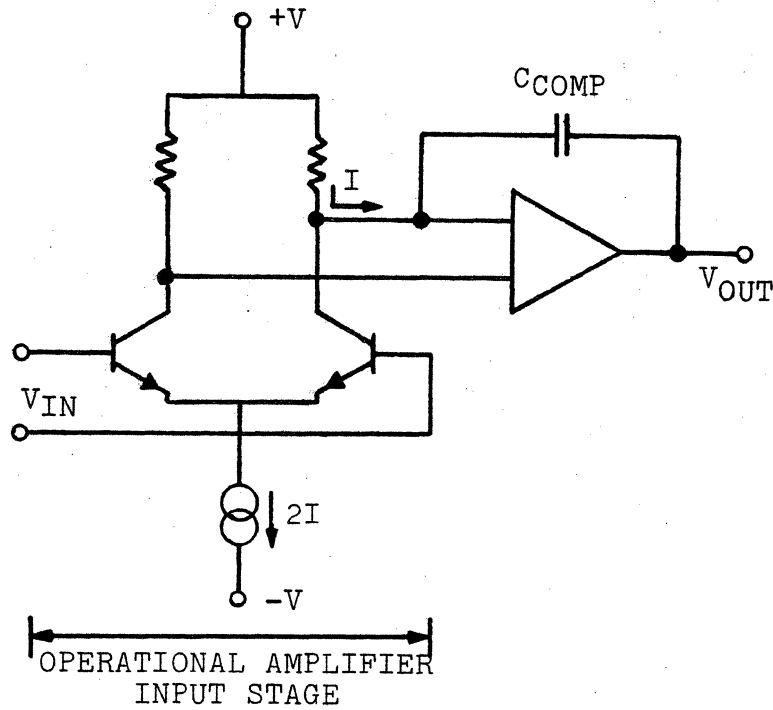 +V
CCOMP
I
VOUT
VIN
2I
-V
OPERATIONAL AMPLIFIER
INPUT STAGE